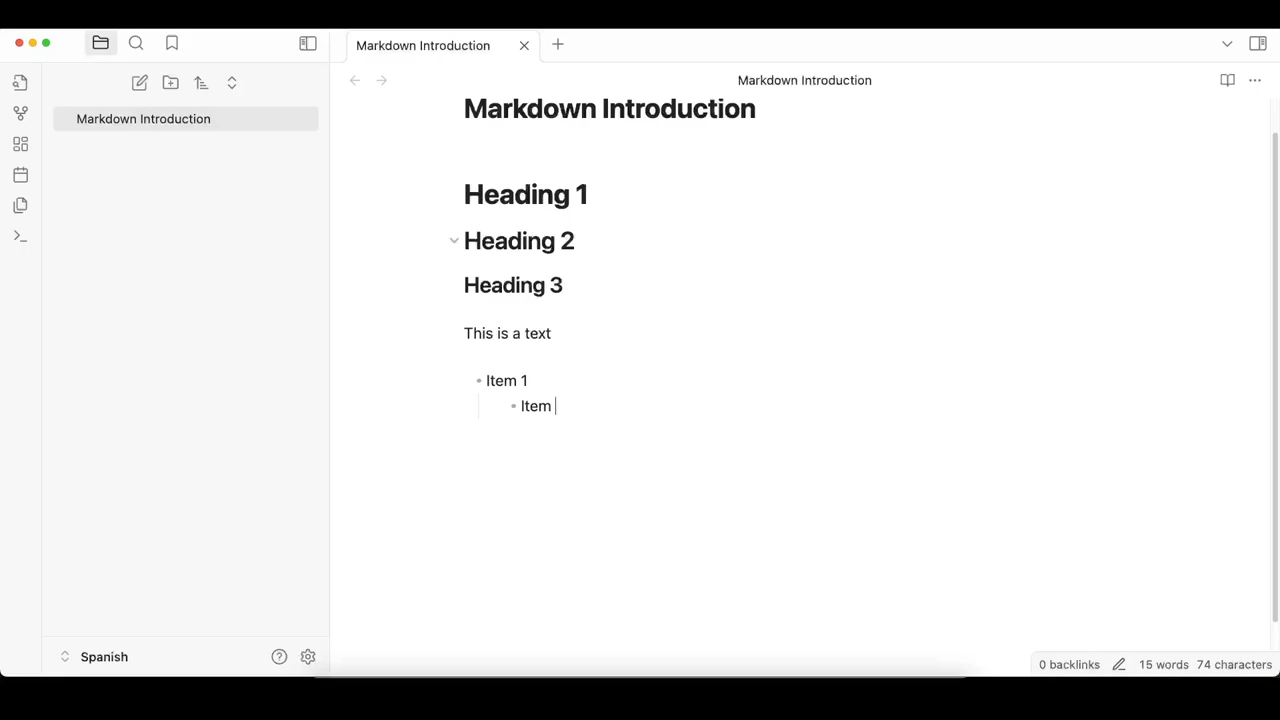 Markdown Introduction
Markdown Introduction
Markdown Introduction
Markdown Introduction
Heading 1
Heading 2
Heading 3
This is a text
Item 1
Item
Spanish
0 backlinks 15 words 74 characters